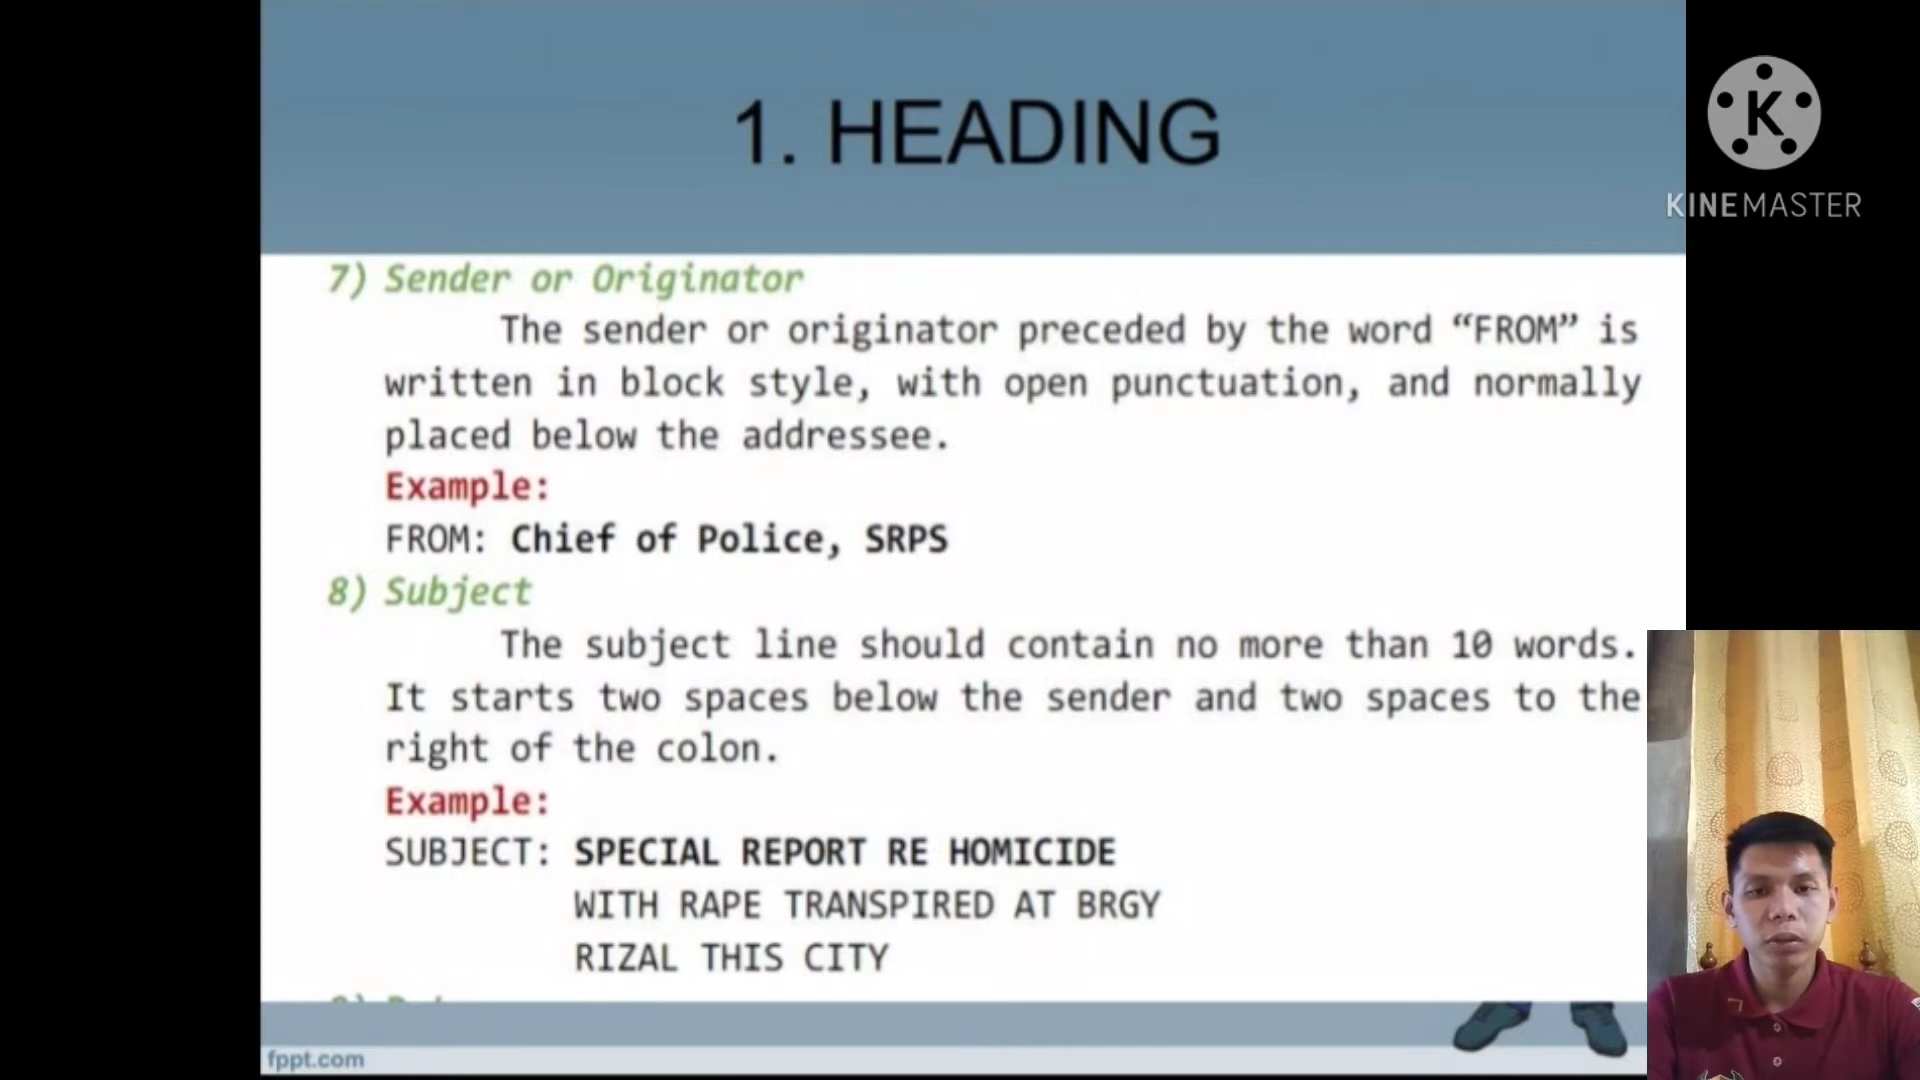 1. HEADING
K
KINEMASTER
7) Sender or Originator
The sender or originator preceded by the word “FROM” is
written in block style, with open punctuation, and normally
placed below the addressee.
Example:
FROM: Chief of Police, SRPS
8) Subject
The subject line should contain no more than 10 words.
It starts two spaces below the sender and two spaces to the
right of the colon.
Example:
SUBJECT: SPECIAL REPORT RE HOMICIDE
WITH RAPE TRANSPIRED AT BRGY
RIZAL THIS CITY
fppt.com